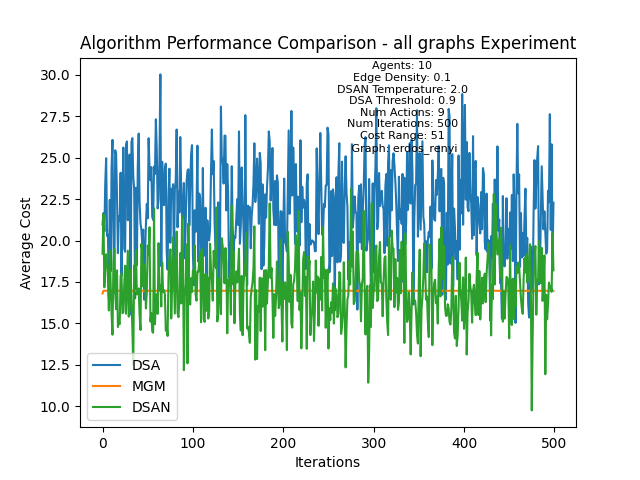 Algorithm Performance Comparison - all graphs Experiment
Agents: 10
Edge Density: 0.1
DSAN Temperature: 2.0
DSA Threshold: 0.9
Num Actions: 9
Num Iterations: 500
Cost Range: 51
Graph: erdos_renyi
30.0
27.5
25.0
22.5
20.0
17.5
15.0
12.5
10.0
Average Cost
DSA
MGM
DSAN
0
100
200
300
400
500
Iterations